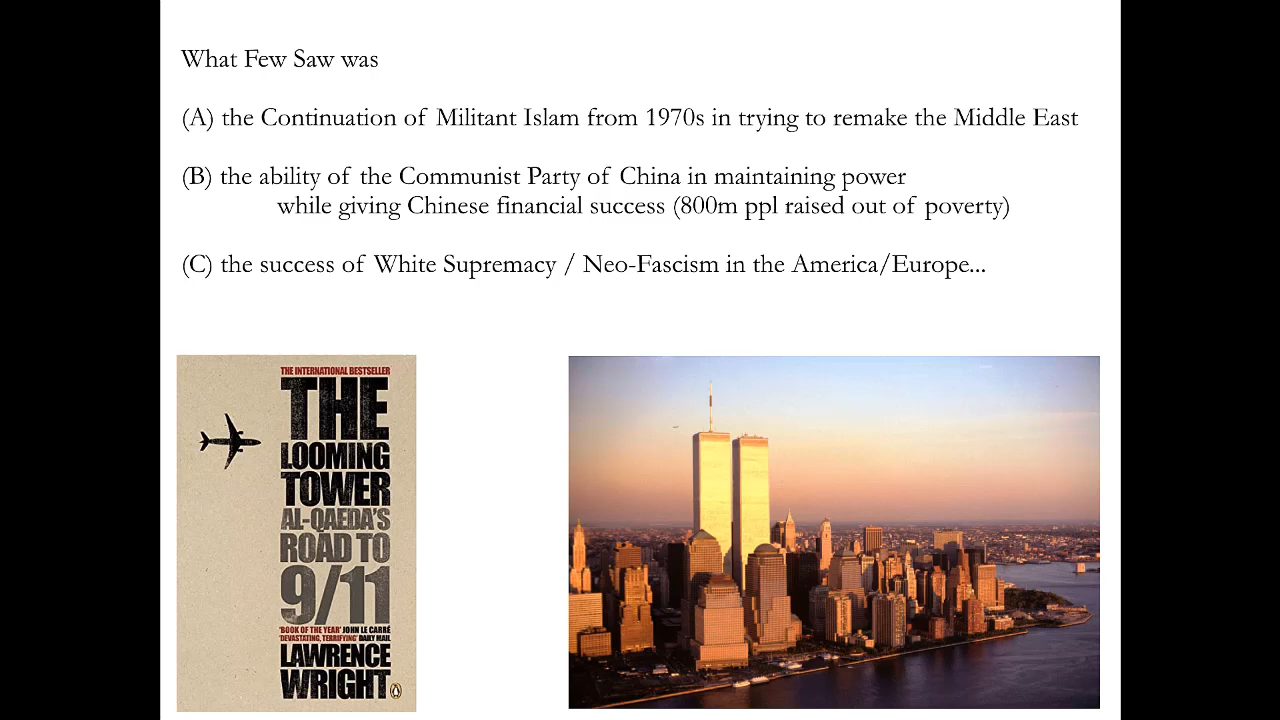 What Few Saw was
(A) the Continuation of Militant Islam from 1970s in trying to remake the Middle East
(B) the ability of the Communist Party of China in maintaining power
while giving Chinese financial success (800m ppl raised out of poverty)
(C) the success of White Supremacy / Neo-Fascism in the America/Europe...
THE INTERNATIONAL BESTSELLER
THE
LOOMING
TOWER
AL-QAEDA'S
ROAD TO
9/11
'BOOK OF THE YEAR' JOHN LE CARRÉ
'DEVASTATING, TERRIFYING' DAILY MAIL
LAWRENCE
WRIGHT